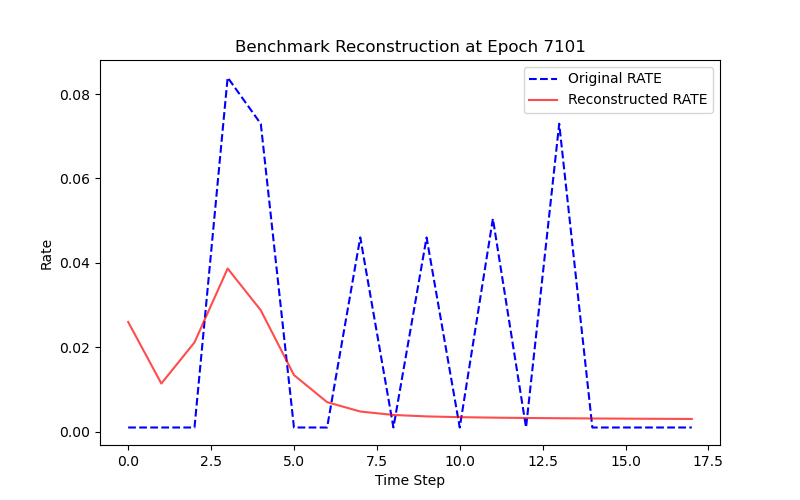 Benchmark Reconstruction at Epoch 7101
Original RATE
Reconstructed RATE
0.08
0.06
0.04
0.02
0.00
Rate
0.0 2.5 5.0 7.5 10.0 12.5 15.0 17.5
Time Step